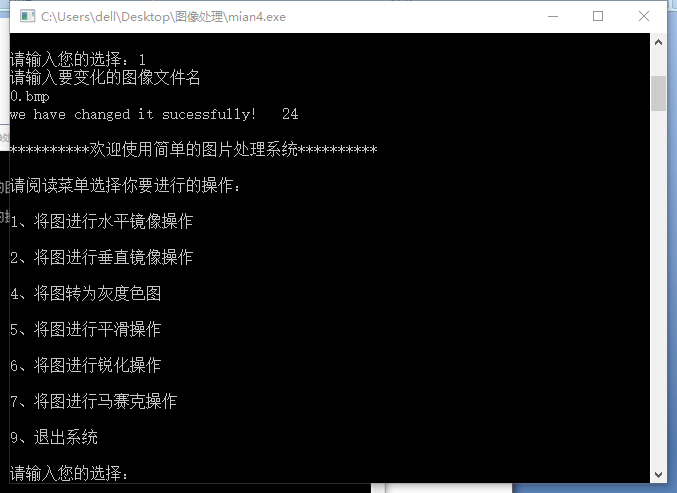 C:\Users\dell\Desktop\图像处理\mian4.exe
请输入您的选择：1
请输入要变化的图像文件名
0.bmp
we have changed it sucessfully!   24
**********欢迎使用简单的图片处理系统**********
请阅读菜单选择你要进行的操作：
1、将图进行水平镜像操作
2、将图进行垂直镜像操作
4、将图转为灰度色图
5、将图进行平滑操作
6、将图进行锐化操作
7、将图进行马赛克操作
9、退出系统
请输入您的选择：